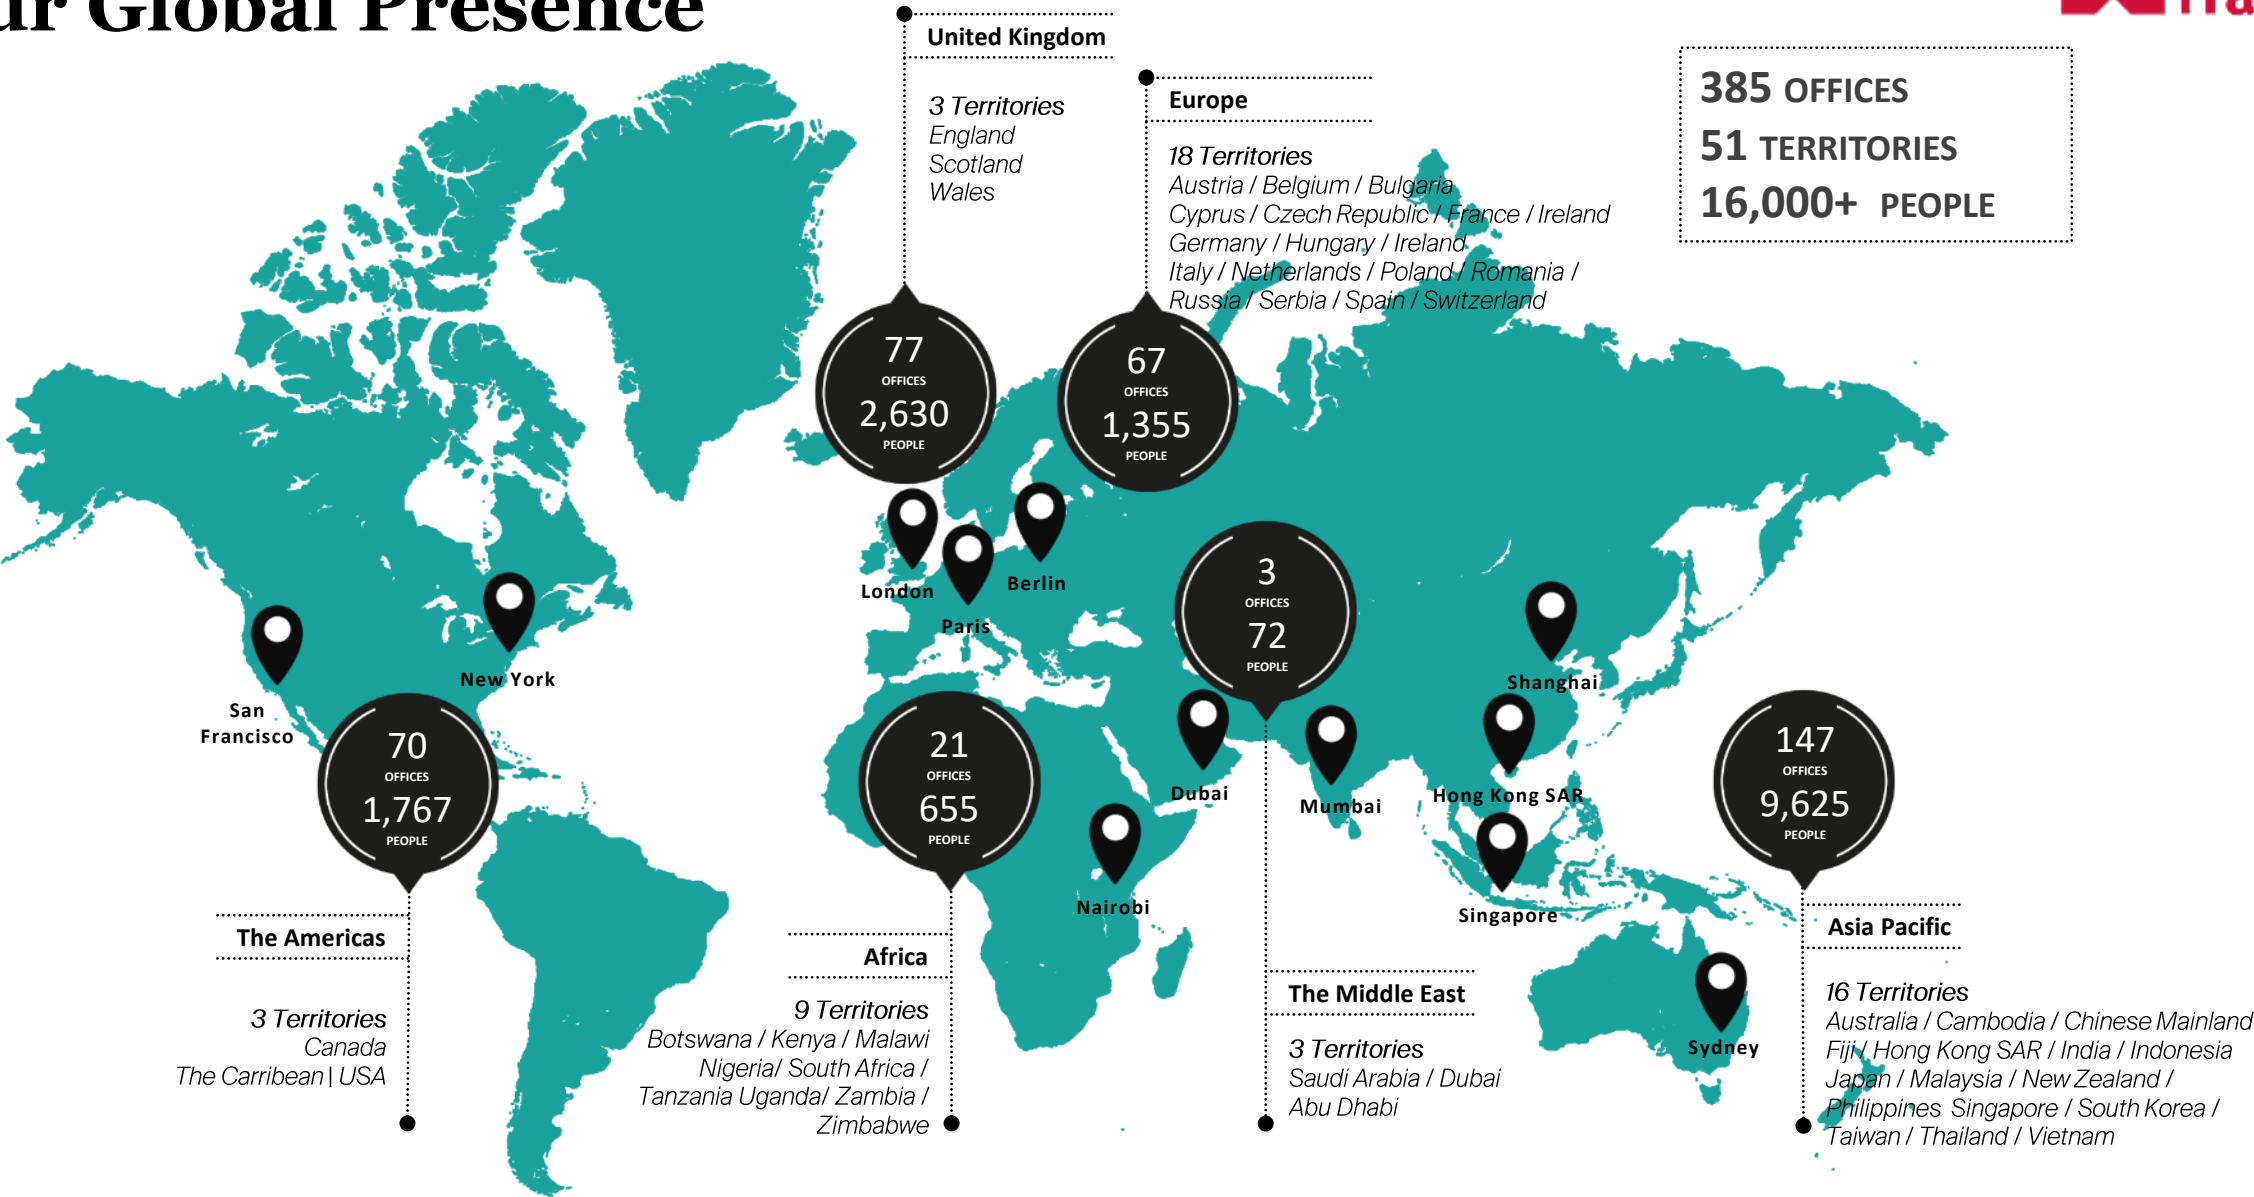 ur Global Presence
United Kingdom
3 Territories
England
Scotland
Wales
Europe
18 Territories
Austria / Belgium / Bulgaria
Cyprus / Czech Republic / France / Ireland
Germany / Hungary / Ireland
Italy / Netherlands / Poland / Romania /
Russia / Serbia / Spain / Switzerland
385 OFFICES
51 TERRITORIES
16,000+ PEOPLE
77
OFFICES
2,630
PEOPLE
67
OFFICES
1,355
PEOPLE
3
OFFICES
72
PEOPLE
London
Paris
Berlin
New York
San
Francisco
Shanghai
Dubai
Mumbai
Hong Kong SAR
Nairobi
Singapore
Sydney
70
OFFICES
1,767
PEOPLE
21
OFFICES
655
PEOPLE
147
OFFICES
9,625
PEOPLE
The Americas
3 Territories
Canada
The Carribean | USA
Africa
9 Territories
Botswana / Kenya / Malawi
Nigeria/ South Africa /
Tanzania Uganda/ Zambia /
Zimbabwe
The Middle East
3 Territories
Saudi Arabia / Dubai
Abu Dhabi
Asia Pacific
16 Territories
Australia / Cambodia / Chinese Mainland
Fiji / Hong Kong SAR / India / Indonesia
Japan / Malaysia / New Zealand /
Philippines Singapore / South Korea /
Taiwan / Thailand / Vietnam